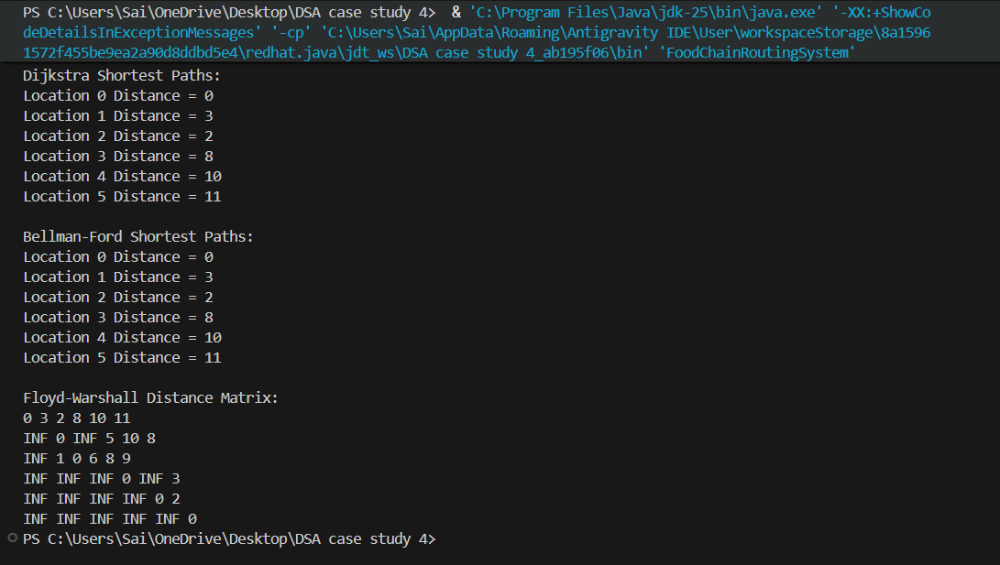 PS C:\Users\Sai\OneDrive\Desktop\DSA case study 4>  & 'C:\Program Files\Java\jdk-25\bin\java.exe' '-XX:+ShowCo
deDetailsInExceptionMessages' '-cp' 'C:\Users\Sai\AppData\Roaming\Antigravity IDE\User\workspaceStorage\8a1596
1572f455be9ea2a90d8ddbd5e4\redhat.java\jdt_ws\DSA case study 4_ab195f06\bin' 'FoodChainRoutingSystem'
Dijkstra Shortest Paths:
Location 0 Distance = 0
Location 1 Distance = 3
Location 2 Distance = 2
Location 3 Distance = 8
Location 4 Distance = 10
Location 5 Distance = 11

Bellman-Ford Shortest Paths:
Location 0 Distance = 0
Location 1 Distance = 3
Location 2 Distance = 2
Location 3 Distance = 8
Location 4 Distance = 10
Location 5 Distance = 11

Floyd-Warshall Distance Matrix:
0 3 2 8 10 11
INF 0 INF 5 10 8
INF 1 0 6 8 9
INF INF INF 0 INF 3
INF INF INF INF 0 2
INF INF INF INF INF 0
PS C:\Users\Sai\OneDrive\Desktop\DSA case study 4>